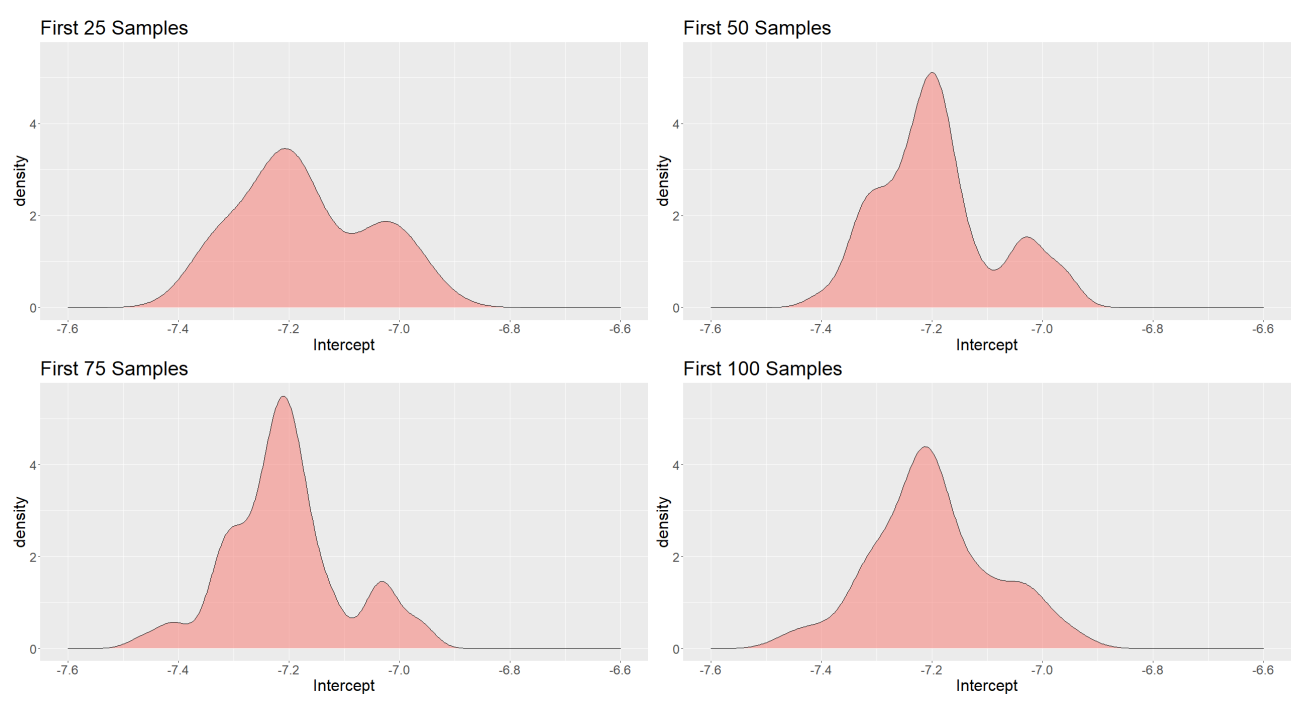 First 25 Samples
density
4
2
0
-7.6 -7.4 -7.2 -7.0 -6.8 -6.6
Intercept
First 50 Samples
density
4
2
0
-7.6 -7.4 -7.2 -7.0 -6.8 -6.6
Intercept
First 75 Samples
density
4
2
0
-7.6 -7.4 -7.2 -7.0 -6.8 -6.6
Intercept
First 100 Samples
density
4
2
0
-7.6 -7.4 -7.2 -7.0 -6.8 -6.6
Intercept